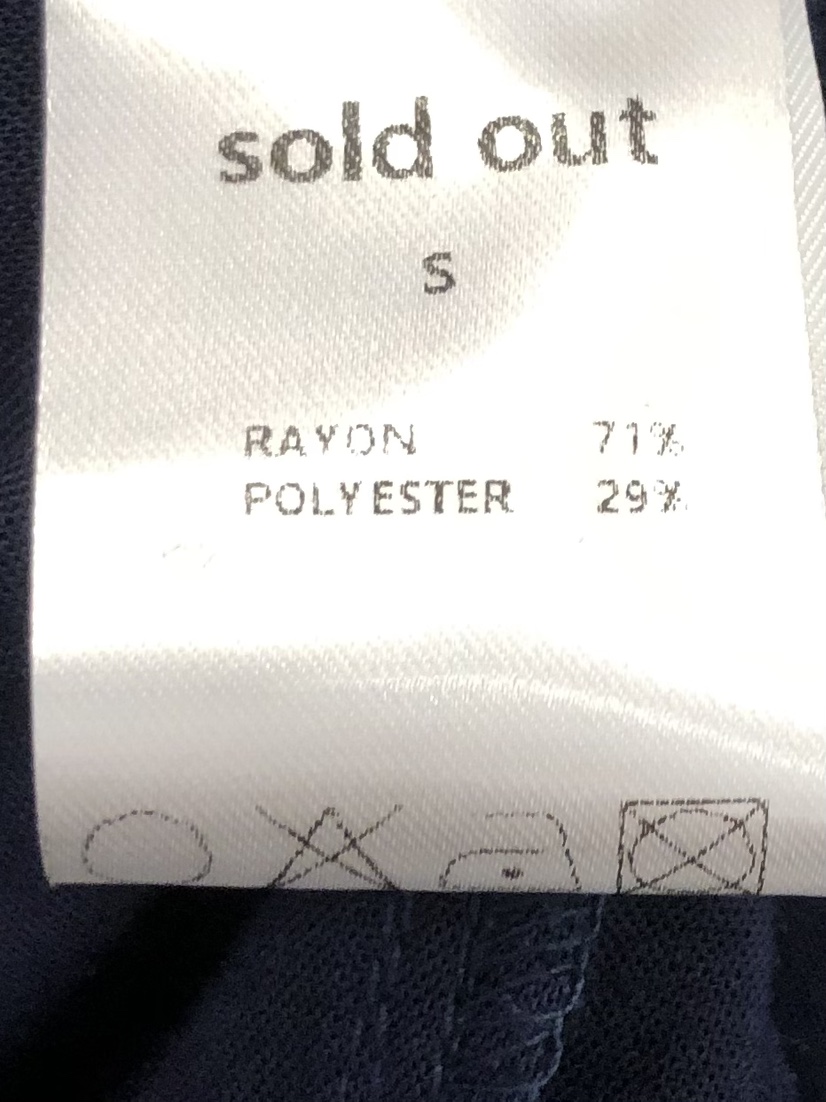 sold out
S
RAYON 71%
POLYESTER 29%